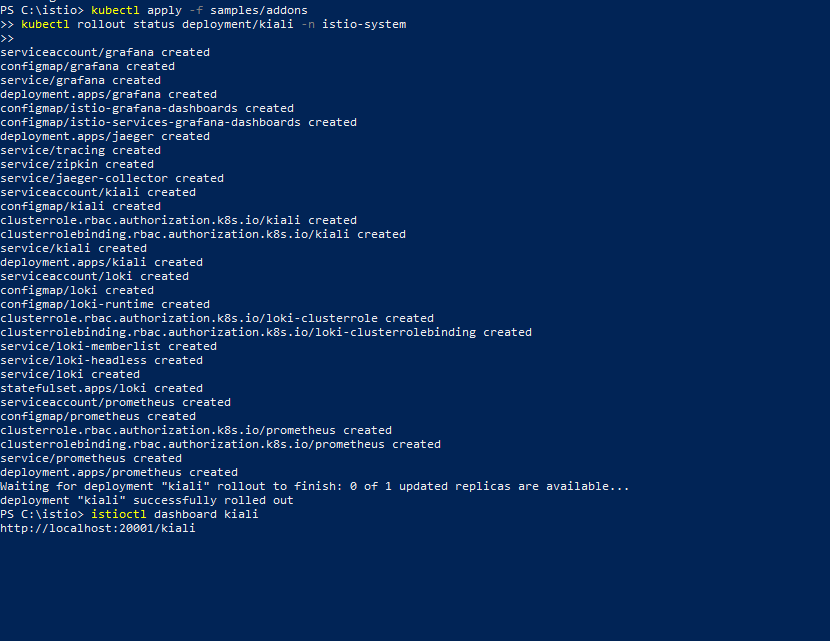 PS C:\istio> kubectl apply -f samples/addons
>> kubectl rollout status deployment/kiali -n istio-system
>>
serviceaccount/grafana created
configmap/grafana created
service/grafana created
deployment.apps/grafana created
configmap/istio-grafana-dashboards created
configmap/istio-services-grafana-dashboards created
deployment.apps/jaeger created
service/tracing created
service/zipkin created
service/jaeger-collector created
serviceaccount/kiali created
configmap/kiali created
clusterrole.rbac.authorization.k8s.io/kiali created
clusterrolebinding.rbac.authorization.k8s.io/kiali created
service/kiali created
deployment.apps/kiali created
serviceaccount/loki created
configmap/loki created
configmap/loki-runtime created
clusterrole.rbac.authorization.k8s.io/loki-clusterrole created
clusterrolebinding.rbac.authorization.k8s.io/loki-clusterrolebinding created
service/loki-memberlist created
service/loki-headless created
service/loki created
statefulset.apps/loki created
serviceaccount/prometheus created
configmap/prometheus created
clusterrole.rbac.authorization.k8s.io/prometheus created
clusterrolebinding.rbac.authorization.k8s.io/prometheus created
service/prometheus created
deployment.apps/prometheus created
Waiting for deployment "kiali" rollout to finish: 0 of 1 updated replicas are available...
deployment "kiali" successfully rolled out
PS C:\istio> istioctl dashboard kiali
http://localhost:20001/kiali